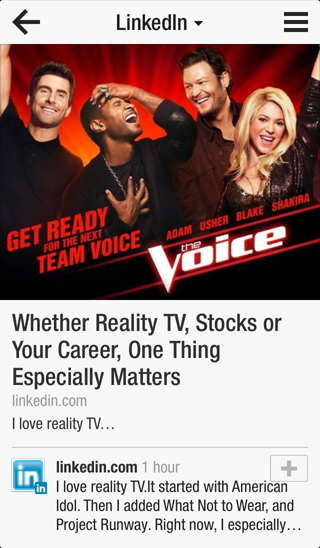 LinkedIn
GET READY
FOR THE NEXT
TEAM VOICE
ADAM USHER BLAKE SHAKIRA
the
Voice
Whether Reality TV, Stocks or
Your Career, One Thing
Especially Matters
linkedin.com
I love reality TV…
in
in
linkedin.com 1 hour
I love reality TV.It started with American
Idol. Then I added What Not to Wear, and
Project Runway. Right now, I especially…